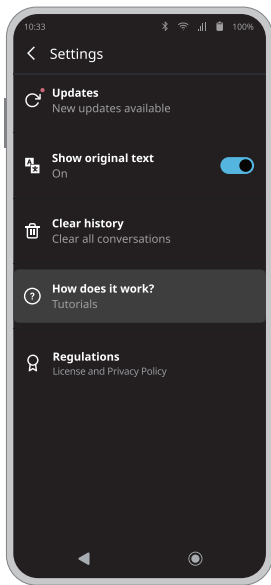 10:33
100%
Settings
Updates
New updates available
Show original text
On
Clear history
Clear all conversations
How does it work?
Tutorials
Regulations
License and Privacy Policy